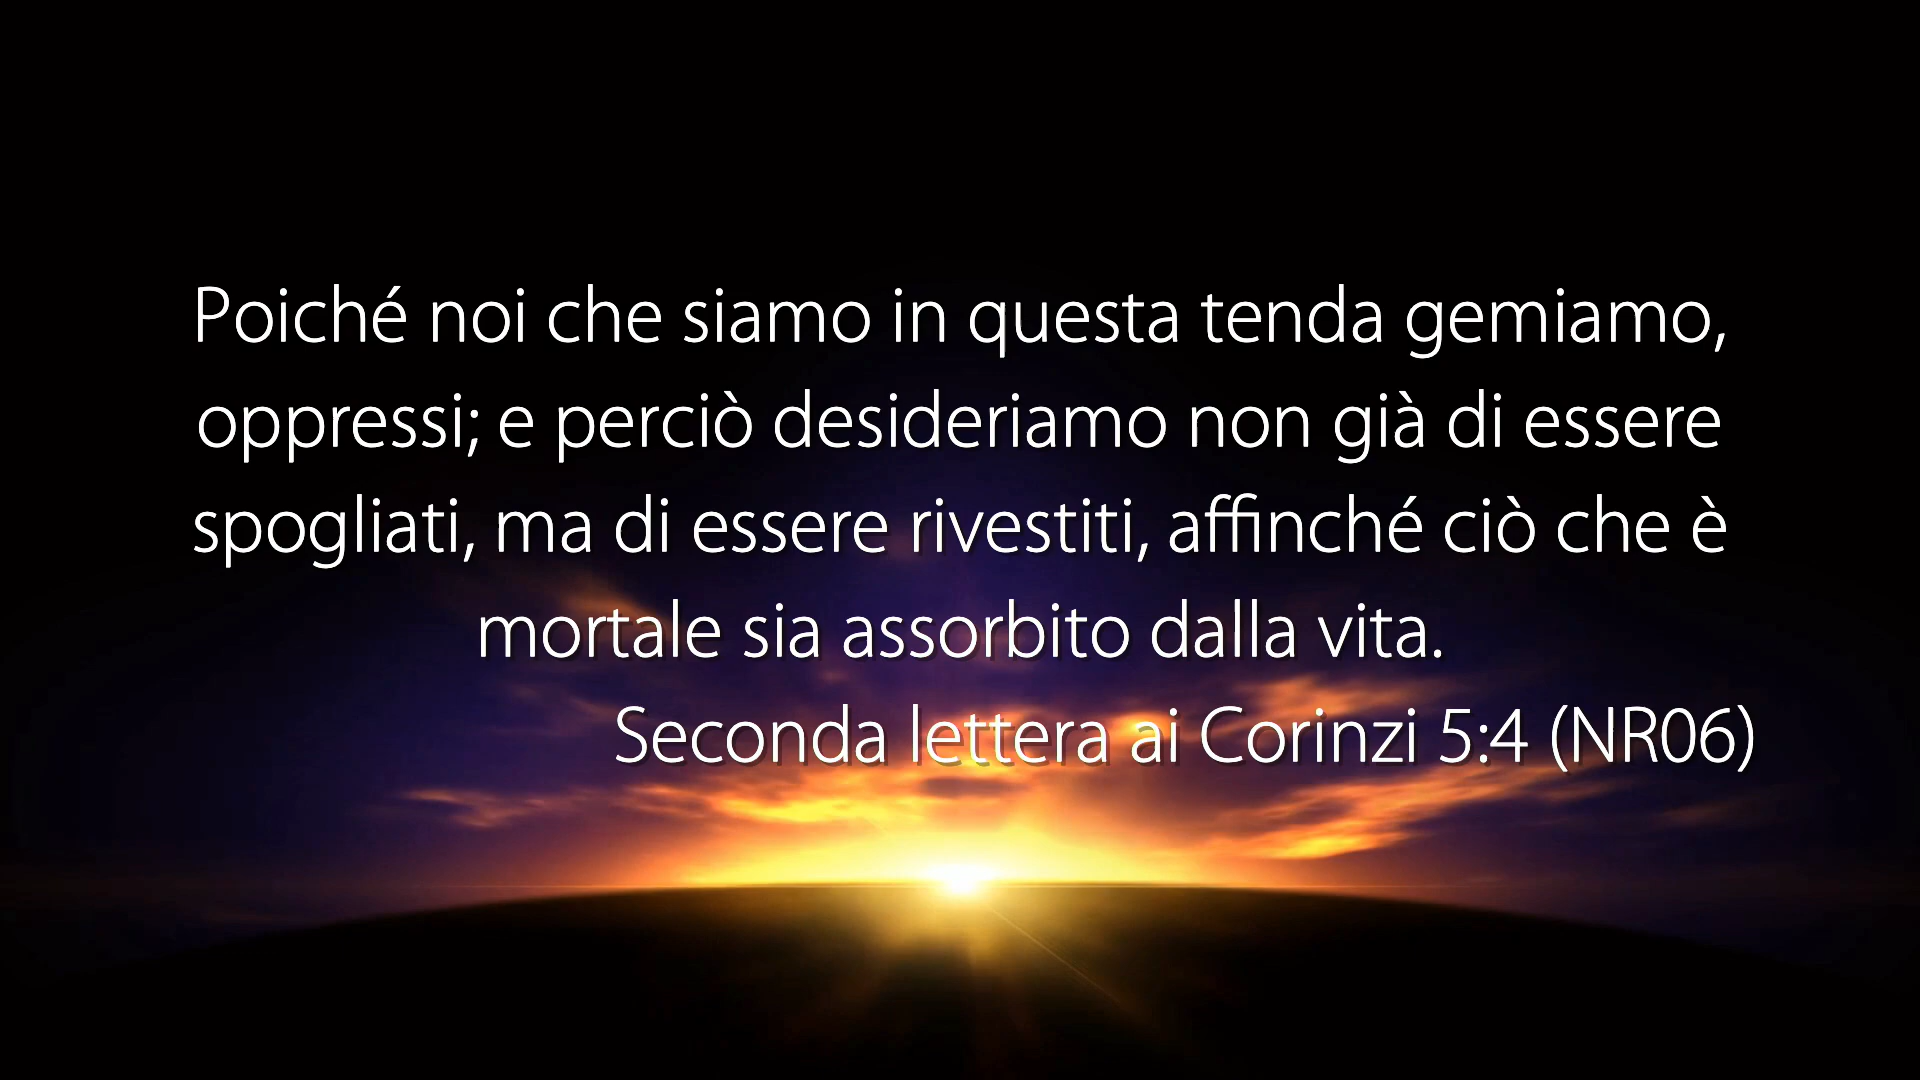 Poiché noi che siamo in questa tenda gemiamo,
oppressi; e perciò desideriamo non già di essere
spogliati, ma di essere rivestiti, affinché ciò che è
mortale sia assorbito dalla vita.
Seconda lettera ai Corinzi 5:4 (NR06)